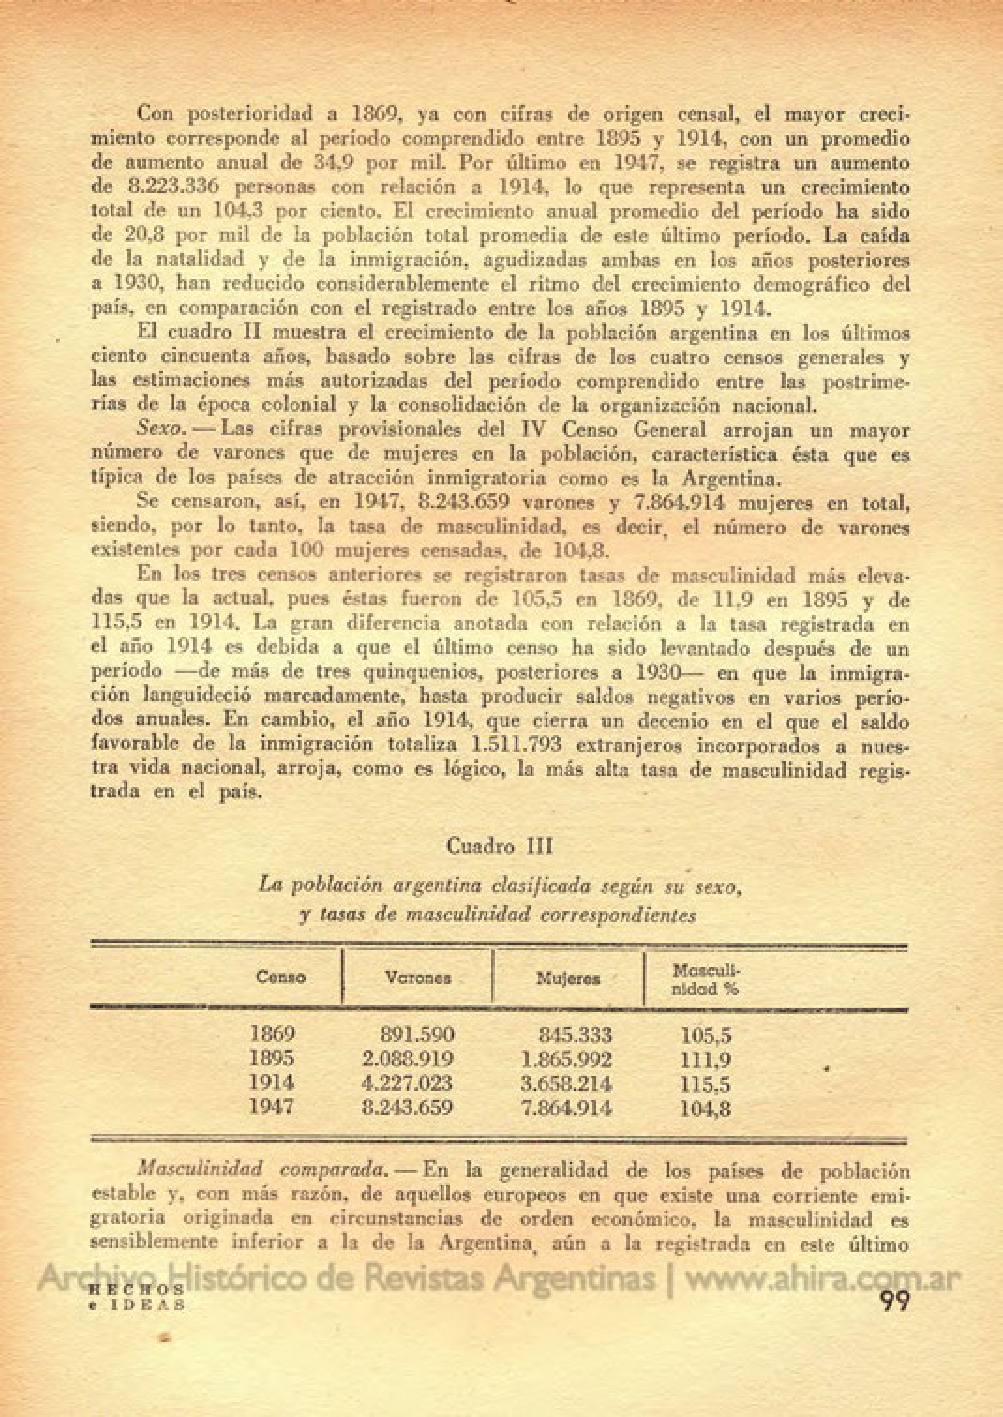 Con posterioridad a 1869, ya con cifras de origen censal, el mayor creci-
miento corresponde al período comprendido entre 1895 y 1914, con un promedio
de aumento anual de 34,9 por mil. Por último en 1947, se registra un aumento
de 8.223.336 personas con relación a 1914, lo que representa un crecimiento
total de un 104,3 por ciento. El crecimiento anual promedio del período ha sido
de 20,8 por mil de la población total promedia de este último período. La caída
de la natalidad y de la inmigración, agudizadas ambas en los años posteriores
a 1930, han reducido considerablemente el ritmo del crecimiento demográfico del
país, en comparación con el registrado entre los años 1895 y 1914.
El cuadro II muestra el crecimiento de la población argentina en los últimos
ciento cincuenta años, basado sobre las cifras de los cuatro censos generales y
las estimaciones más autorizadas del período comprendido entre las postrime-
rías de la época colonial y la consolidación de la organización nacional.
Sexo. — Las cifras provisionales del IV Censo General arrojan un mayor
número de varones que de mujeres en la población, característica ésta que es
típica de los países de atracción inmigratoria como es la Argentina.
Se censaron, así, en 1947, 8.243.659 varones y 7.864.914 mujeres en total,
siendo, por lo tanto, la tasa de masculinidad, es decir, el número de varones
existentes por cada 100 mujeres censadas, de 104,8.
En los tres censos anteriores se registraron tasas de masculinidad más eleva-
das que la actual, pues éstas fueron de 105,5 en 1869, de 11,9 en 1895 y de
115,5 en 1914. La gran diferencia anotada con relación a la tasa registrada en
el año 1914 es debida a que el último censo ha sido levantado después de un
período —de más de tres quinquenios, posteriores a 1930— en que la inmigra-
ción languideció marcadamente, hasta producir saldos negativos en varios perío-
dos anuales. En cambio, el año 1914, que cierra un decenio en el que el saldo
favorable de la inmigración totaliza 1.511.793 extranjeros incorporados a nues-
tra vida nacional, arroja, como es lógico, la más alta tasa de masculinidad regis-
trada en el país.
Cuadro III
La población argentina clasificada según su sexo,
y tasas de masculinidad correspondientes
Censo Varones Mujeres Masculi-
nidad %
1869 891.590 845.333 105,5
1895 2.088.919 1.865.992 111,9
1914 4.227.023 3.658.214 115,5
1947 8.243.659 7.864.914 104,8
Masculinidad comparada. — En la generalidad de los países de población
estable y, con más razón, de aquellos europeos en que existe una corriente emi-
gratoria originada en circunstancias de orden económico, la masculinidad es
sensiblemente inferior a la de la Argentina, aún a la registrada en este último
Archivo Histórico de Revistas Argentinas | www.ahira.com.ar
HECHOS
e IDEAS
99